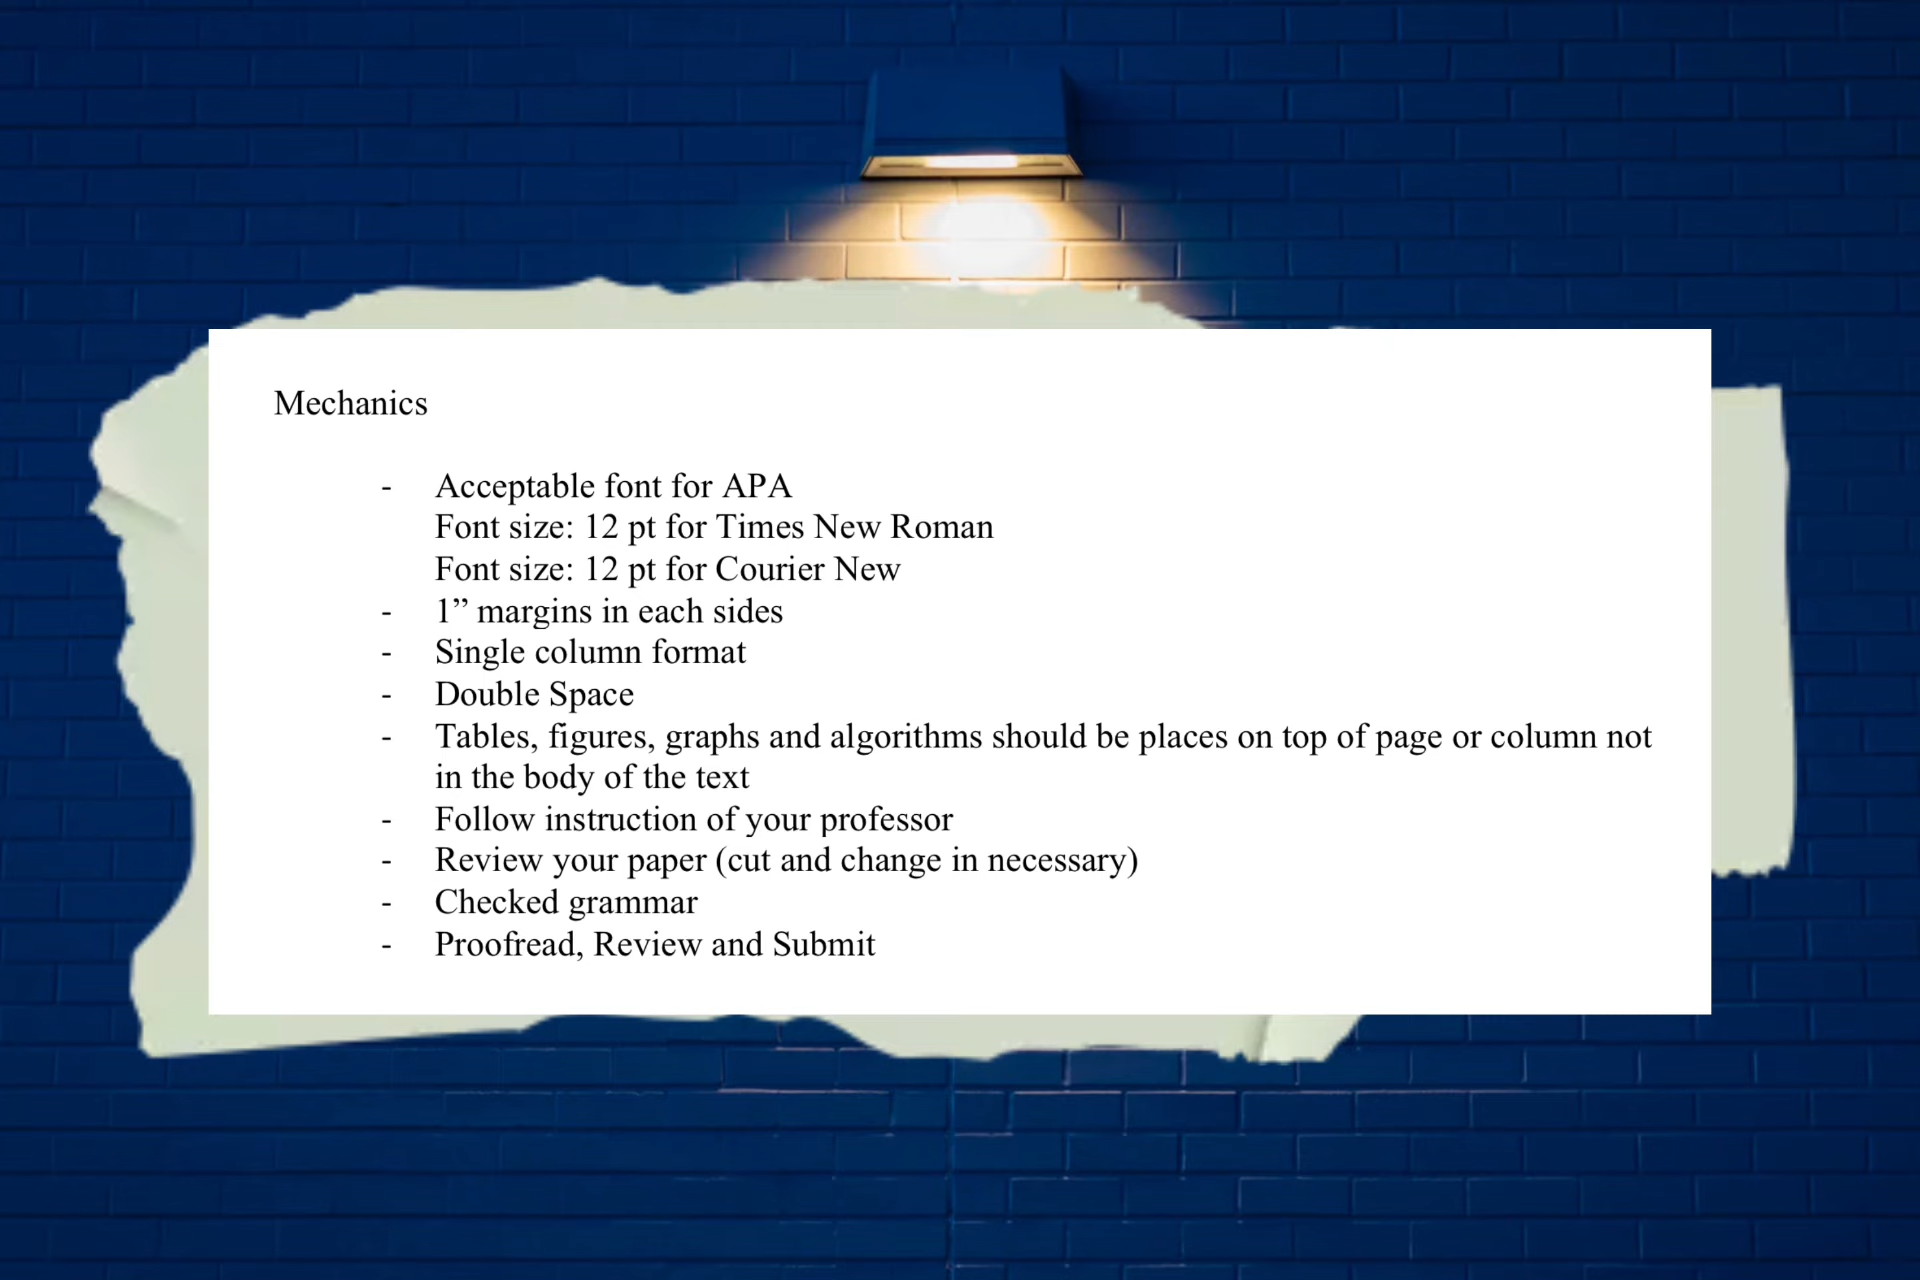 Mechanics
- Acceptable font for APA
Font size: 12 pt for Times New Roman
Font size: 12 pt for Courier New
- 1” margins in each sides
- Single column format
- Double Space
- Tables, figures, graphs and algorithms should be places on top of page or column not
in the body of the text
- Follow instruction of your professor
- Review your paper (cut and change in necessary)
- Checked grammar
- Proofread, Review and Submit